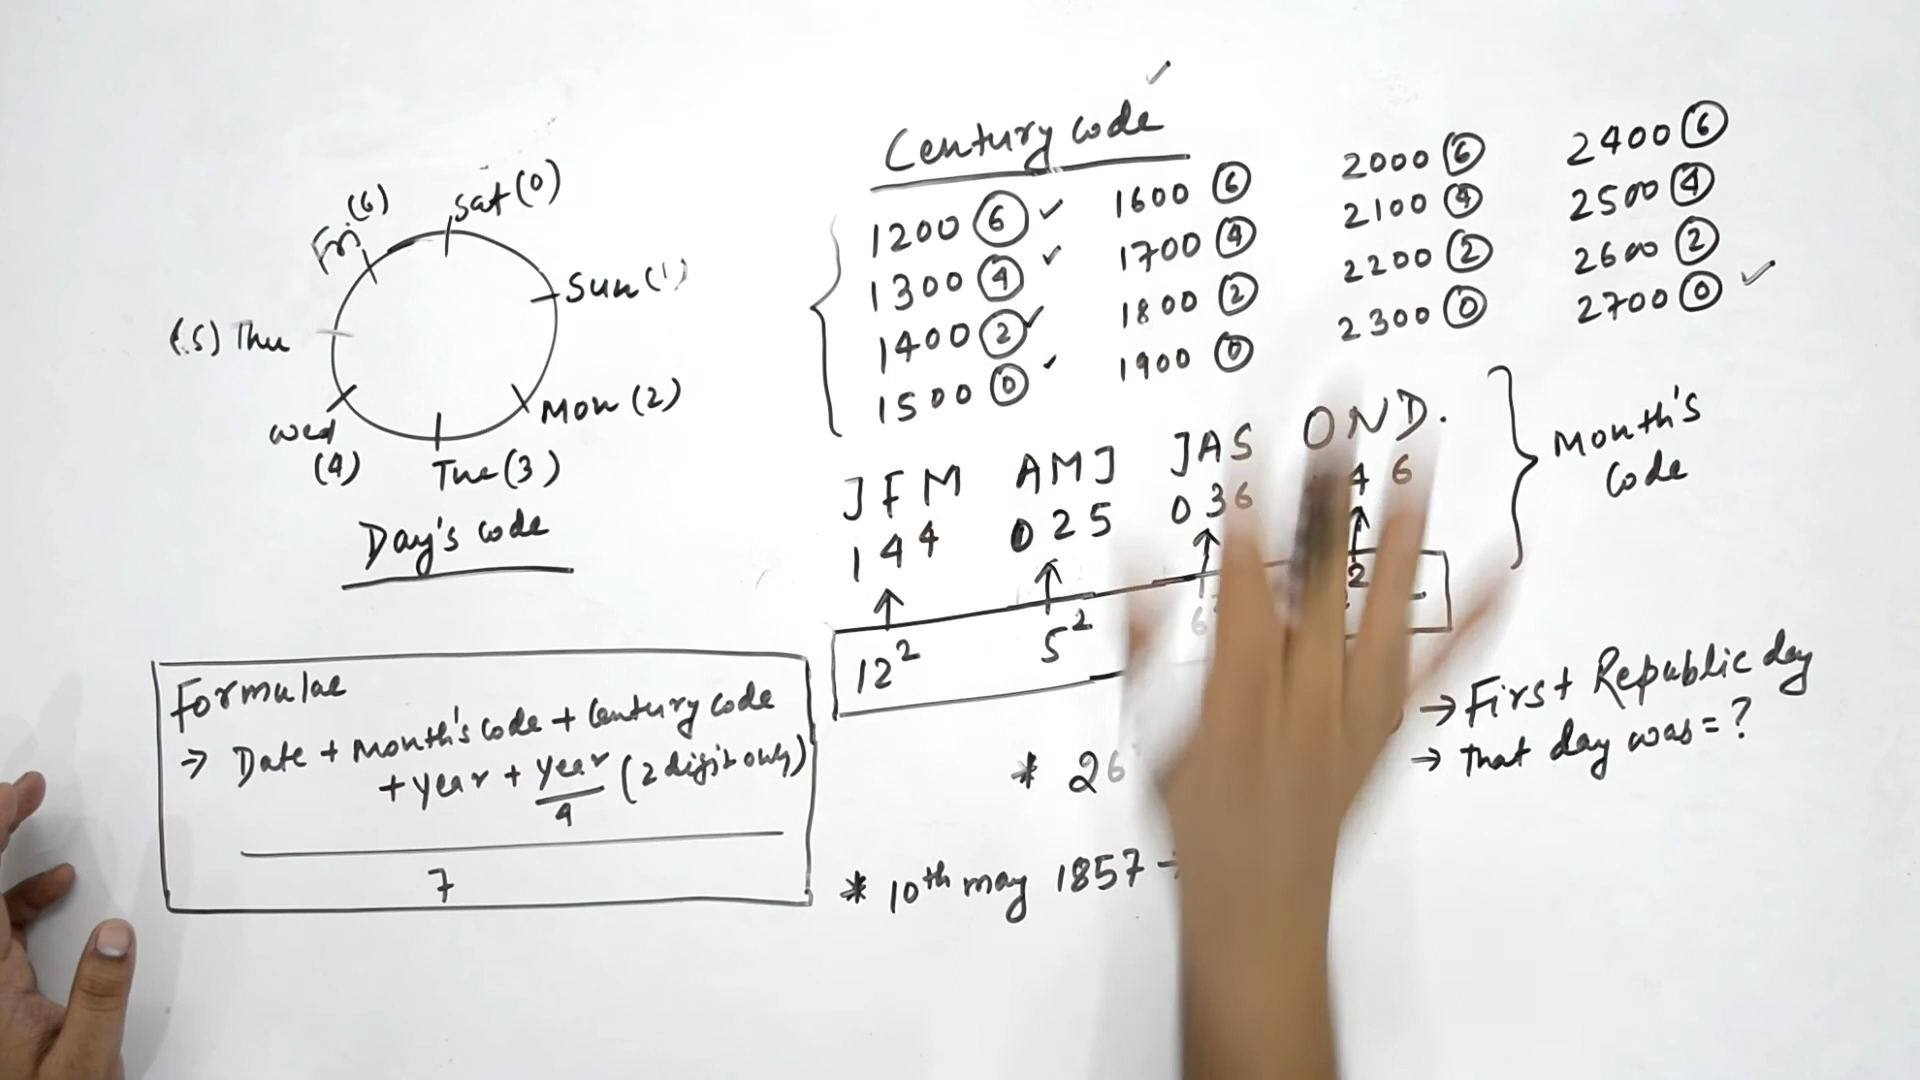 Sat (0)
Fri (6)
Sun (1)
(5) Thu
Mon (2)
Wed
(4)
Tue (3)
Day's code
Century code
1200 6 1600 6 2000 6 2400 6
1300 4 1700 4 2100 4 2500 4
1400 2 1800 2 2200 2 2600 2
1500 0 1900 0 2300 0 2700 0
J F M A M J J A S O N D.
1 4 4 0 2 5 0 3 6 4 6
Month's
Code
12² 5² 6 2
Formulae
→ Date + Month's code + Century code
+ Year + Year/4 (2 digit only)
7
* 26
→ First Republic day
→ That day was = ?
* 10th may 1857 →